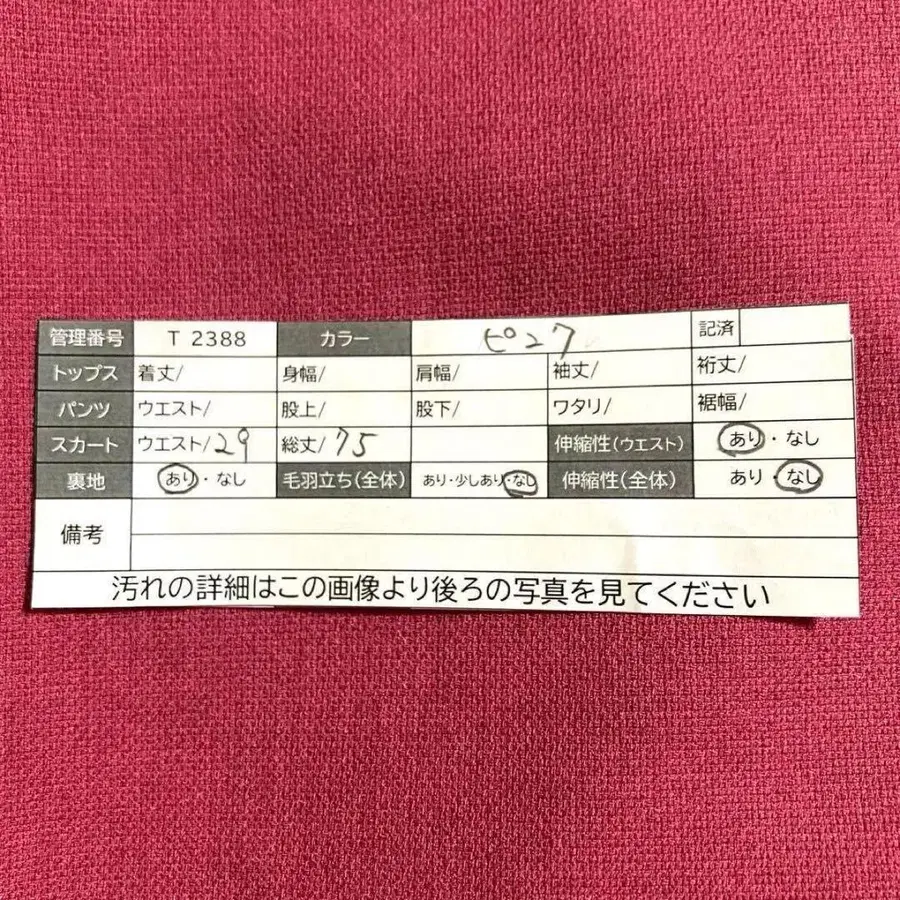 管理番号 T 2388 カラー ピンク 記済
トップス 着丈/ 身幅/ 肩幅/ 袖丈/ 裄丈/
パンツ ウエスト/ 股上/ 股下/ ワタリ/ 裾幅/
スカート ウエスト/29 総丈/75 伸縮性(ウエスト) あり・なし
裏地 あり・なし 毛羽立ち(全体) あり・少しあり・なし 伸縮性(全体) あり・なし
備考
汚れの詳細はこの画像より後ろの写真を見てください